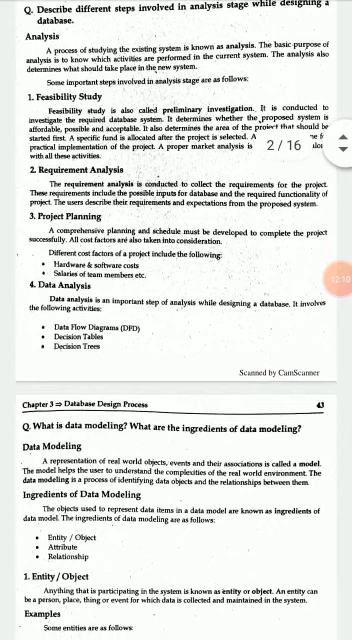 Q. Describe different steps involved in analysis stage while designing a
database.
Analysis
A process of studying the existing system is known as analysis. The basic purpose of
analysis is to know which activities are performed in the current system. The analysis also
determines what should take place in the new system.
Some important steps involved in analysis stage are as follows:
1. Feasibility Study
Feasibility study is also called preliminary investigation. It is conducted to
investigate the required database system. It determines whether the proposed system is
affordable, possible and acceptable. It also determines the area of the project that should be
started first. A specific fund is allocated after the project is selected. A
practical implementation of the project. A proper market analysis is
with all these activities.
2 / 16
2. Requirement Analysis
The requirement analysis is conducted to collect the requirements for the project.
These requirements include the possible inputs for database and the required functionality of
project. The users describe their requirements and expectations from the proposed system.
3. Project Planning
A comprehensive planning and schedule must be developed to complete the project
successfully. All cost factors are also taken into consideration.
Different cost factors of a project include the following:
• Hardware & software costs
• Salaries of team members etc.
12:10
4. Data Analysis
Data analysis is an important step of analysis while designing a database. It involves
the following activities:
• Data Flow Diagrams (DFD)
• Decision Tables
• Decision Trees
Scanned by CamScanner
Chapter 3 ⇒ Database Design Process 43
Q. What is data modeling? What are the ingredients of data modeling?
Data Modeling
A representation of real world objects, events and their associations is called a model.
The model helps the user to understand the complexities of the real world environment. The
data modeling is a process of identifying data objects and the relationships between them.
Ingredients of Data Modeling
The objects used to represent data items in a data model are known as ingredients of
data model. The ingredients of data modeling are as follows:
• Entity / Object
• Attribute
• Relationship
1. Entity / Object
Anything that is participating in the system is known as entity or object. An entity can
be a person, place, thing or event for which data is collected and maintained in the system.
Examples
Some entities are as follows: